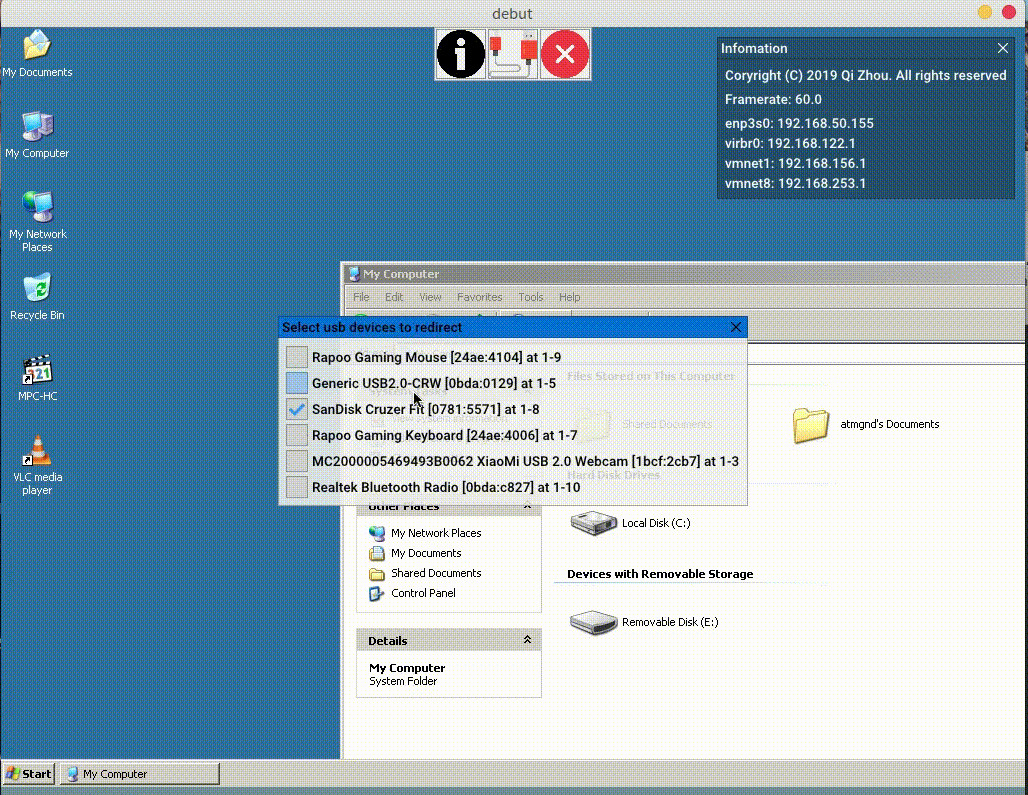 debut
My Documents
My Computer
My Network
Places
Recycle Bin
MPC-HC
VLC media
player
Infomation
Coryright (C) 2019 Qi Zhou. All rights reserved
Framerate: 60.0
enp3s0: 192.168.50.155
virbr0: 192.168.122.1
vmnet1: 192.168.156.1
vmnet8: 192.168.253.1
My Computer
File Edit View Favorites Tools Help
Select usb devices to redirect
Rapoo Gaming Mouse [24ae:4104] at 1-9
Generic USB2.0-CRW [0bda:0129] at 1-5
SanDisk Cruzer Fit [0781:5571] at 1-8
Rapoo Gaming Keyboard [24ae:4006] at 1-7
MC2000005469493B0062 XiaoMi USB 2.0 Webcam [1bcf:2cb7] at 1-3
Realtek Bluetooth Radio [0bda:c827] at 1-10
Files Stored on This Computer
Shared Documents
atmgnd's Documents
Hard Disk Drives
Local Disk (C:)
Devices with Removable Storage
Removable Disk (E:)
Other Places
My Network Places
My Documents
Shared Documents
Control Panel
Details
My Computer
System Folder
Start
My Computer